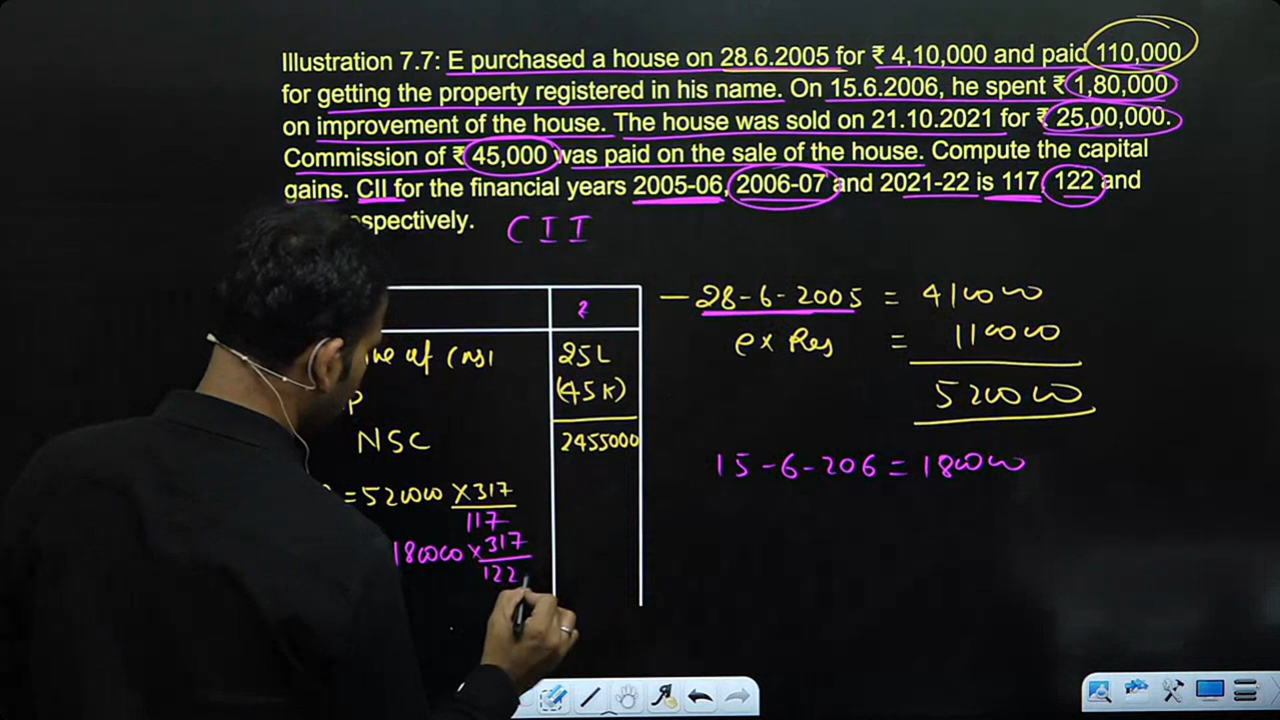 Illustration 7.7: E purchased a house on 28.6.2005 for ₹ 4,10,000 and paid 110,000
for getting the property registered in his name. On 15.6.2006, he spent ₹ 1,80,000
on improvement of the house. The house was sold on 21.10.2021 for ₹ 25,00,000.
Commission of ₹ 45,000 was paid on the sale of the house. Compute the capital
gains. CII for the financial years 2005-06, 2006-07 and 2021-22 is 117, 122 and
CII
₹
25L
(45K)
NSC 2455000
= 520000 × 317
117
180000 × 317
122
— 28-6-2005 = 410000
ex Res = 110000
520000
15-6-206 = 180000